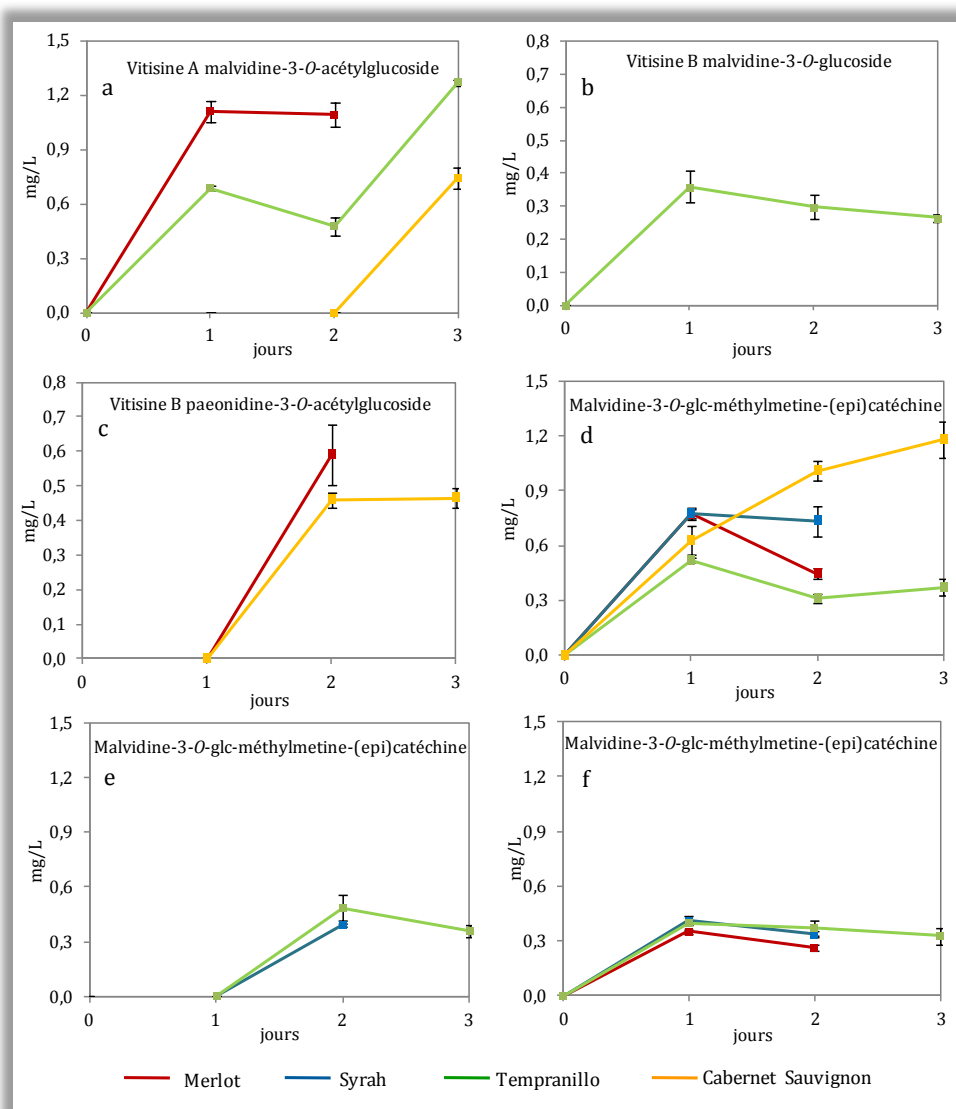 Vitisine A malvidine-3-O-acétylglucoside
a
mg/L
1,5
1,2
0,9
0,6
0,3
0,0
0 1 2 3
jours
Vitisine B malvidine-3-O-glucoside
b
mg/L
0,8
0,7
0,6
0,5
0,4
0,3
0,2
0,1
0,0
0 1 2 3
jours
Vitisine B paeonidine-3-O-acétylglucoside
c
mg/L
0,8
0,7
0,6
0,5
0,4
0,3
0,2
0,1
0,0
0 1 2 3
jours
Malvidine-3-O-glc-méthylmetine-(epi)catéchine
d
mg/L
1,5
1,2
0,9
0,6
0,3
0,0
0 1 2 3
jours
Malvidine-3-O-glc-méthylmetine-(epi)catéchine
e
mg/L
1,5
1,2
0,9
0,6
0,3
0,0
0 1 2 3
jours
Malvidine-3-O-glc-méthylmetine-(epi)catéchine
f
mg/L
1,5
1,2
0,9
0,6
0,3
0,0
0 1 2 3
jours
Merlot Syrah Tempranillo Cabernet Sauvignon